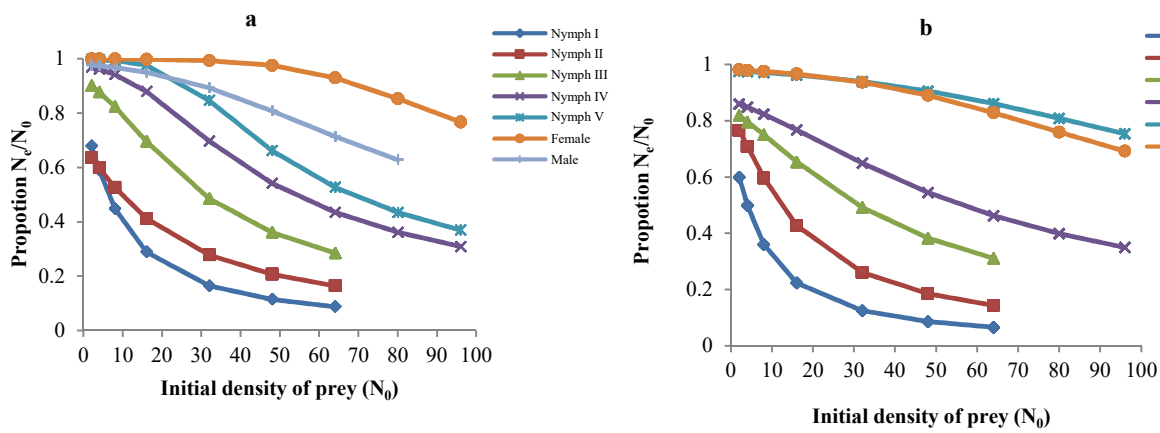 a
Propotion Ne/N0
1
0.8
0.6
0.4
0.2
0
0 10 20 30 40 50 60 70 80 90 100
Initial density of prey (N0)
Nymph I
Nymph II
Nymph III
Nymph IV
Nymph V
Female
Male
b
Propotion Ne/N0
1
0.8
0.6
0.4
0.2
0
0 10 20 30 40 50 60 70 80 90 100
Initial density of prey (N0)